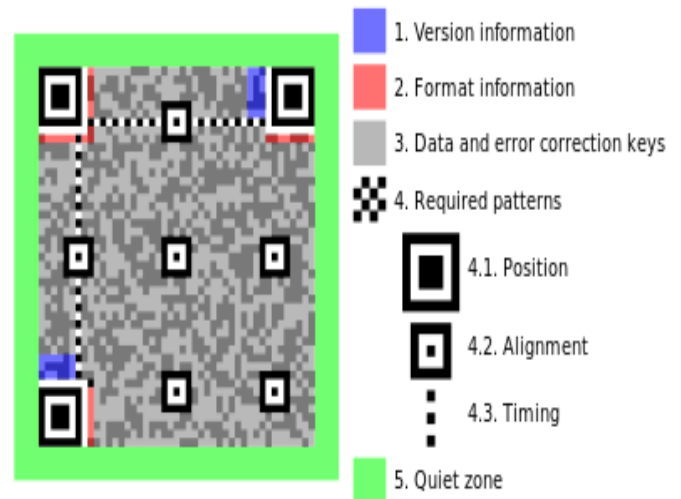 1. Version information
2. Format information
3. Data and error correction keys
4. Required patterns
4.1. Position
4.2. Alignment
4.3. Timing
5. Quiet zone